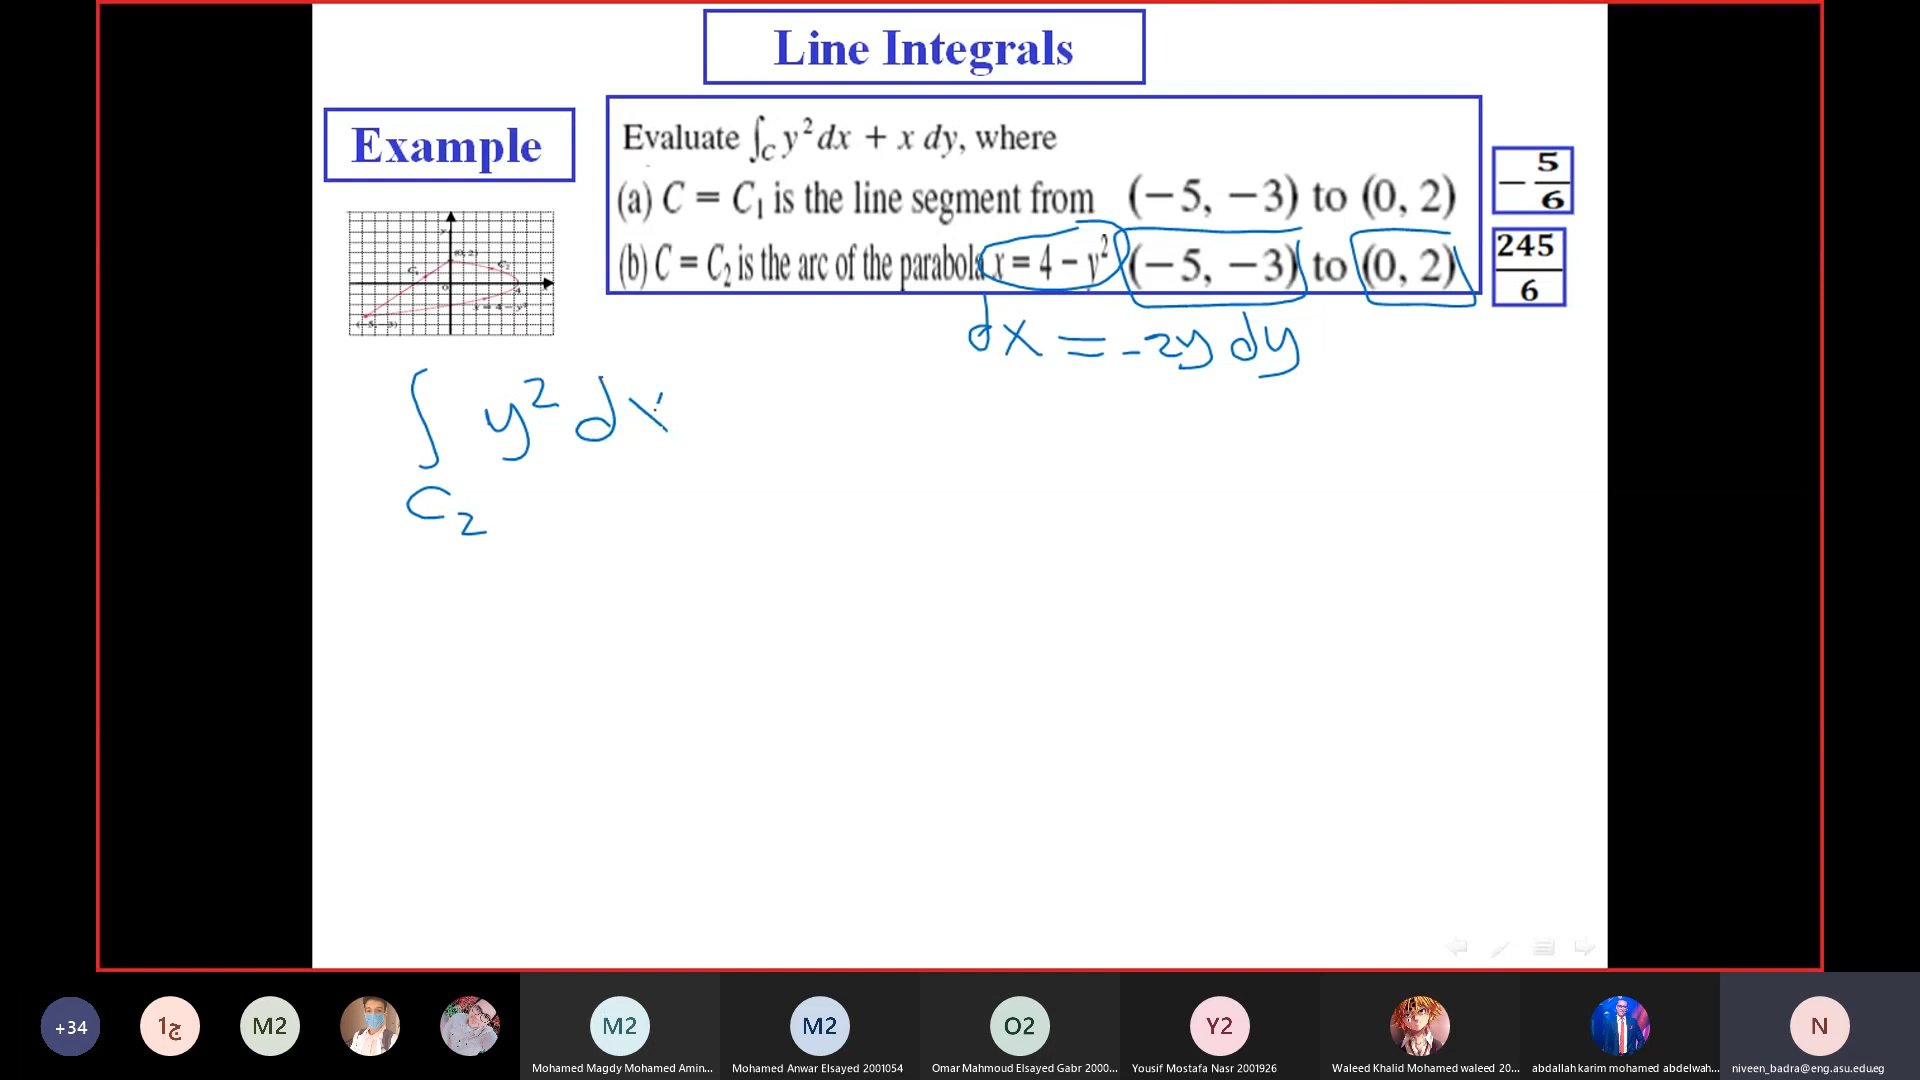 Line Integrals
Example
Evaluate ∫_C y² dx + x dy, where
(a) C = C₁ is the line segment from (−5, −3) to (0, 2)
(b) C = C₂ is the arc of the parabola x = 4 − y² (−5, −3) to (0, 2)
−5/6
245/6
dx = -2y dy
∫ y² dx
C₂
+34
ج1
M2
M2
M2
O2
Y2
N
Mohamed Magdy Mohamed Amin...
Mohamed Anwar Elsayed 2001054
Omar Mahmoud Elsayed Gabr 2000...
Yousif Mostafa Nasr 2001926
Waleed Khalid Mohamed waleed 20...
abdallah karim mohamed abdelwah...
niveen_badra@eng.asu.edu.eg